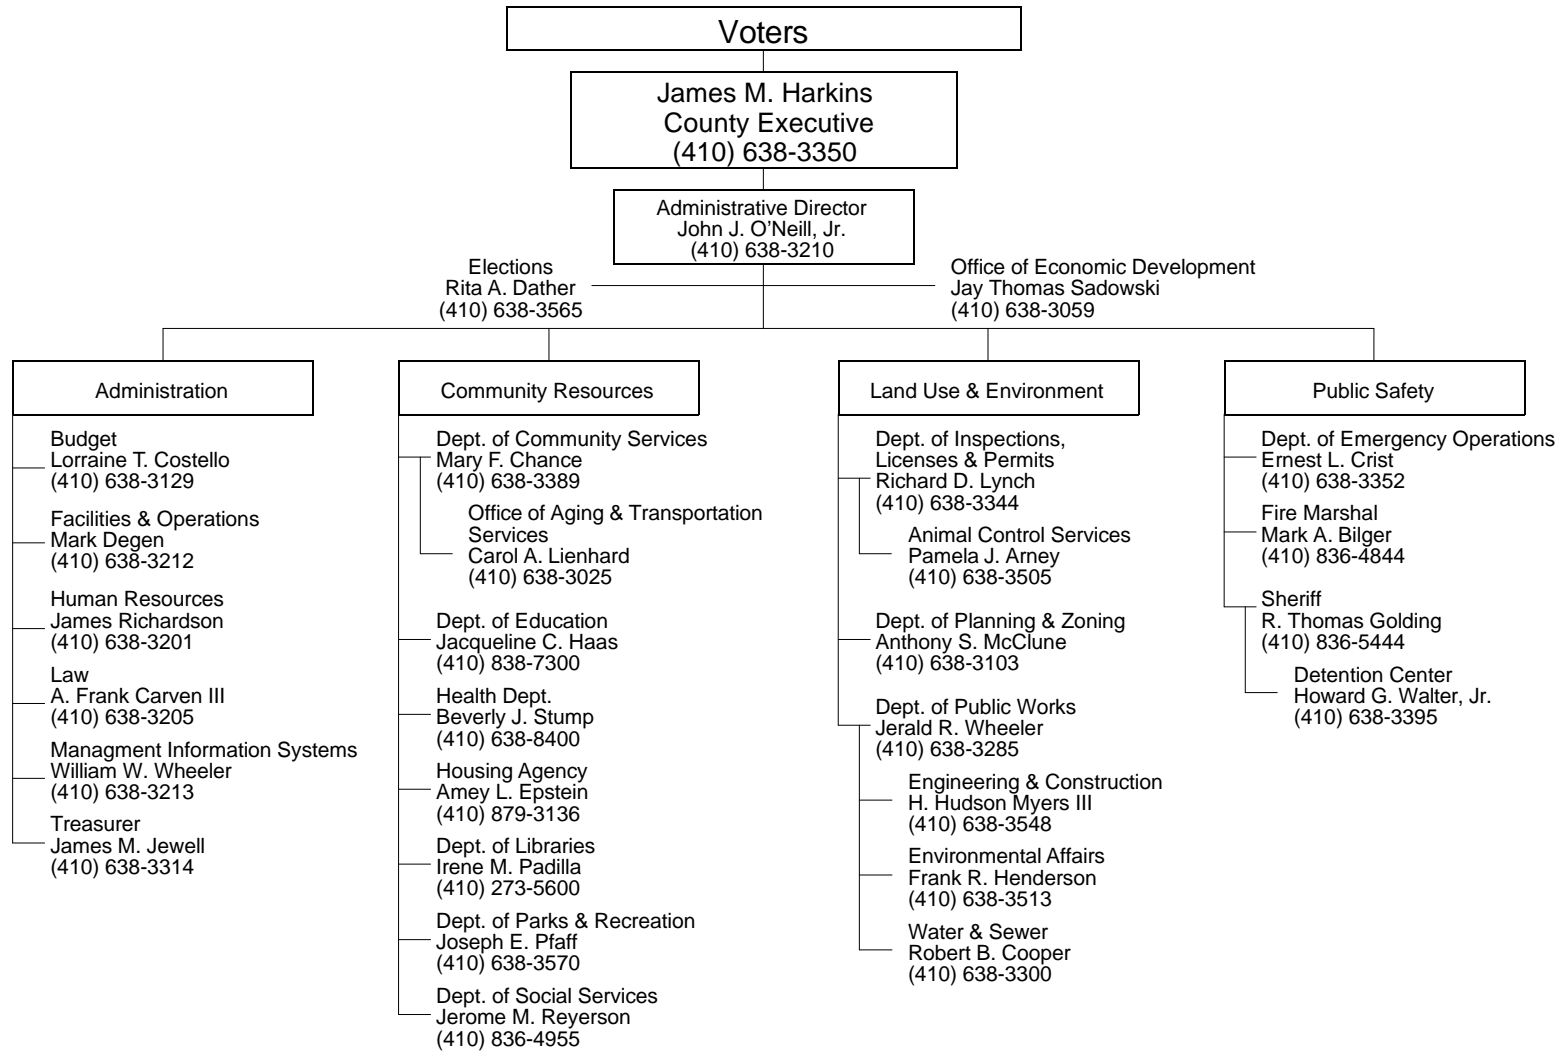 Voters
James M. Harkins
County Executive
(410) 638-3350
Administrative Director
John J. O'Neill, Jr.
(410) 638-3210
Elections
Rita A. Dather
(410) 638-3565
Office of Economic Development
Jay Thomas Sadowski
(410) 638-3059
Administration
Budget
Lorraine T. Costello
(410) 638-3129
Facilities & Operations
Mark Degen
(410) 638-3212
Human Resources
James Richardson
(410) 638-3201
Law
A. Frank Carven III
(410) 638-3205
Managment Information Systems
William W. Wheeler
(410) 638-3213
Treasurer
James M. Jewell
(410) 638-3314
Community Resources
Dept. of Community Services
Mary F. Chance
(410) 638-3389
Office of Aging & Transportation
Services
Carol A. Lienhard
(410) 638-3025
Dept. of Education
Jacqueline C. Haas
(410) 838-7300
Health Dept.
Beverly J. Stump
(410) 638-8400
Housing Agency
Amey L. Epstein
(410) 879-3136
Dept. of Libraries
Irene M. Padilla
(410) 273-5600
Dept. of Parks & Recreation
Joseph E. Pfaff
(410) 638-3570
Dept. of Social Services
Jerome M. Reyerson
(410) 836-4955
Land Use & Environment
Dept. of Inspections,
Licenses & Permits
Richard D. Lynch
(410) 638-3344
Animal Control Services
Pamela J. Arney
(410) 638-3505
Dept. of Planning & Zoning
Anthony S. McClune
(410) 638-3103
Dept. of Public Works
Jerald R. Wheeler
(410) 638-3285
Engineering & Construction
H. Hudson Myers III
(410) 638-3548
Environmental Affairs
Frank R. Henderson
(410) 638-3513
Water & Sewer
Robert B. Cooper
(410) 638-3300
Public Safety
Dept. of Emergency Operations
Ernest L. Crist
(410) 638-3352
Fire Marshal
Mark A. Bilger
(410) 836-4844
Sheriff
R. Thomas Golding
(410) 836-5444
Detention Center
Howard G. Walter, Jr.
(410) 638-3395